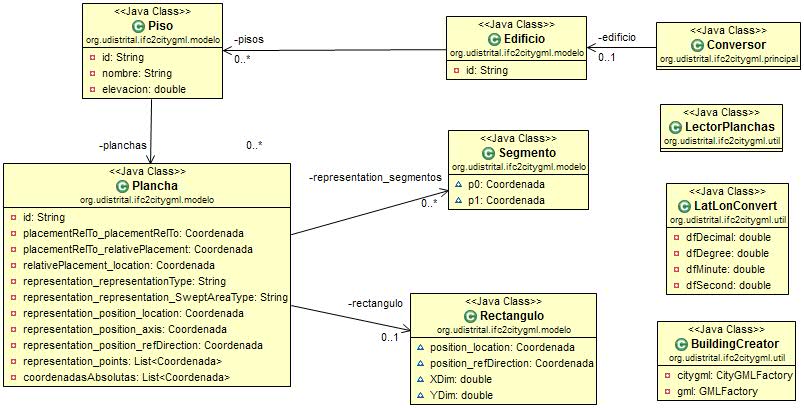 <<Java Class>>
Piso
org.udistrital.ifc2citygml.modelo
id: String
nombre: String
elevacion: double
-pisos
0..*
<<Java Class>>
Edificio
org.udistrital.ifc2citygml.modelo
id: String
-edificio
0..1
<<Java Class>>
Conversor
org.udistrital.ifc2citygml.principal
<<Java Class>>
LectorPlanchas
org.udistrital.ifc2citygml.util
-planchas
0..*
<<Java Class>>
Plancha
org.udistrital.ifc2citygml.modelo
id: String
placementRelTo_placementRelTo: Coordenada
placementRelTo_relativePlacement: Coordenada
relativePlacement_location: Coordenada
representation_representationType: String
representation_representation_SweptAreaType: String
representation_position_location: Coordenada
representation_position_axis: Coordenada
representation_position_refDirection: Coordenada
representation_points: List<Coordenada>
coordenadasAbsolutas: List<Coordenada>
-representation_segmentos
0..*
<<Java Class>>
Segmento
org.udistrital.ifc2citygml.modelo
p0: Coordenada
p1: Coordenada
<<Java Class>>
LatLonConvert
org.udistrital.ifc2citygml.util
dfDecimal: double
dfDegree: double
dfMinute: double
dfSecond: double
-rectangulo
0..1
<<Java Class>>
Rectangulo
org.udistrital.ifc2citygml.modelo
position_location: Coordenada
position_refDirection: Coordenada
XDim: double
YDim: double
<<Java Class>>
BuildingCreator
org.udistrital.ifc2citygml.util
citygml: CityGMLFactory
gml: GMLFactory